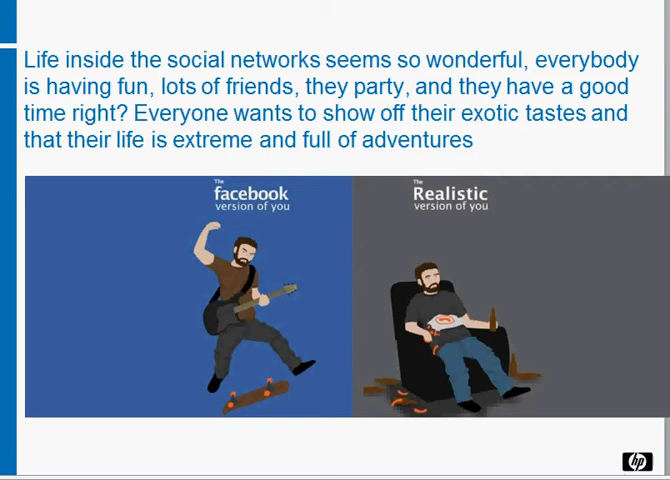 Life inside the social networks seems so wonderful, everybody
is having fun, lots of friends, they party, and they have a good
time right? Everyone wants to show off their exotic tastes and
that their life is extreme and full of adventures
The
facebook
version of you
The
Realistic
version of you
hp